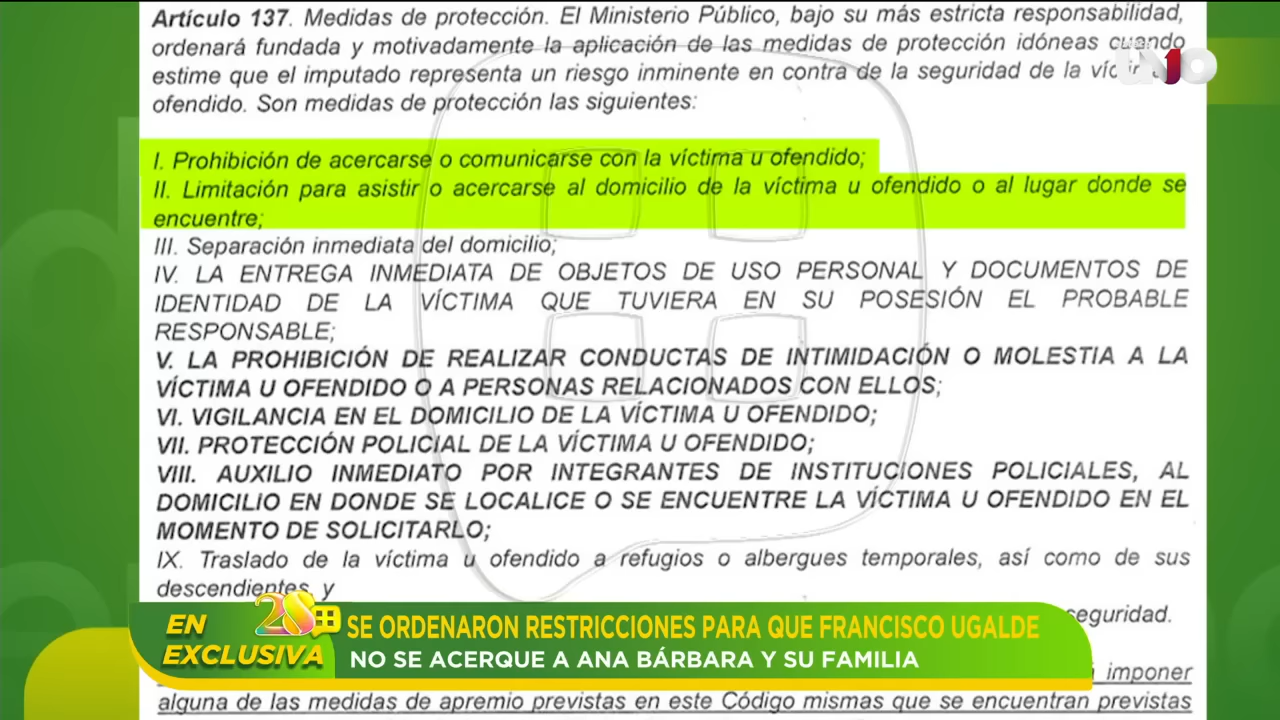 Artículo 137. Medidas de protección. El Ministerio Público, bajo su más estricta responsabilidad,
ordenará fundada y motivadamente la aplicación de las medidas de protección idóneas cuando
estime que el imputado representa un riesgo inminente en contra de la seguridad de la
ofendido. Son medidas de protección las siguientes:
I. Prohibición de acercarse o comunicarse con la víctima u ofendido;
II. Limitación para asistir o acercarse al domicilio de la víctima u ofendido o al lugar donde se
encuentre;
III. Separación inmediata del domicilio;
IV. LA ENTREGA INMEDIATA DE OBJETOS DE USO PERSONAL Y DOCUMENTOS DE
IDENTIDAD DE LA VÍCTIMA QUE TUVIERA EN SU POSESIÓN EL PROBABLE
RESPONSABLE;
V. LA PROHIBICIÓN DE REALIZAR CONDUCTAS DE INTIMIDACIÓN O MOLESTIA A LA
VÍCTIMA U OFENDIDO O A PERSONAS RELACIONADOS CON ELLOS;
VI. VIGILANCIA EN EL DOMICILIO DE LA VÍCTIMA U OFENDIDO;
VII. PROTECCIÓN POLICIAL DE LA VÍCTIMA U OFENDIDO;
VIII. AUXILIO INMEDIATO POR INTEGRANTES DE INSTITUCIONES POLICIALES, AL
DOMICILIO EN DONDE SE LOCALICE O SE ENCUENTRE LA VÍCTIMA U OFENDIDO EN EL
MOMENTO DE SOLICITARLO;
IX. Traslado de la víctima u ofendido a refugios o albergues temporales, así como de sus
descendientes, y
seguridad.
EN EXCLUSIVA
SE ORDENARON RESTRICCIONES PARA QUE FRANCISCO UGALDE
NO SE ACERQUE A ANA BÁRBARA Y SU FAMILIA
imponer
alguna de las medidas de apremio previstas en este Código mismas que se encuentran previstas